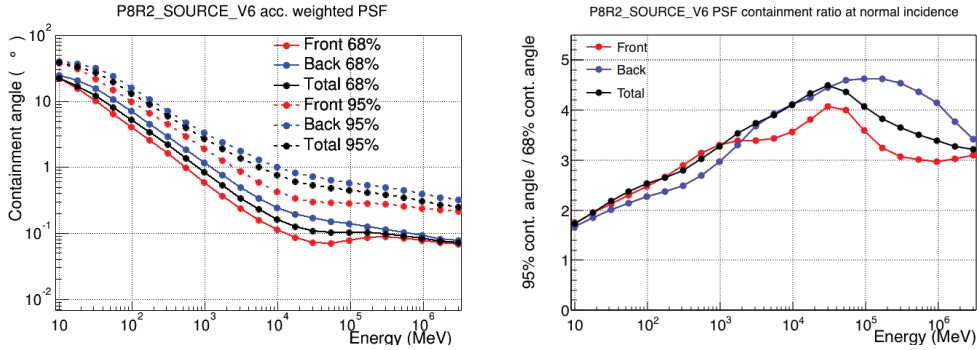 P8R2_SOURCE_V6 acc. weighted PSF
Containment angle (°)
10²
10
1
10⁻¹
10⁻²
Front 68%
Back 68%
Total 68%
Front 95%
Back 95%
Total 95%
10
10²
10³
10⁴
10⁵
10⁶
Energy (MeV)
P8R2_SOURCE_V6 PSF containment ratio at normal incidence
95% cont. angle / 68% cont. angle
5
4
3
2
1
0
Front
Back
Total
10
10²
10³
10⁴
10⁵
10⁶
Energy (MeV)